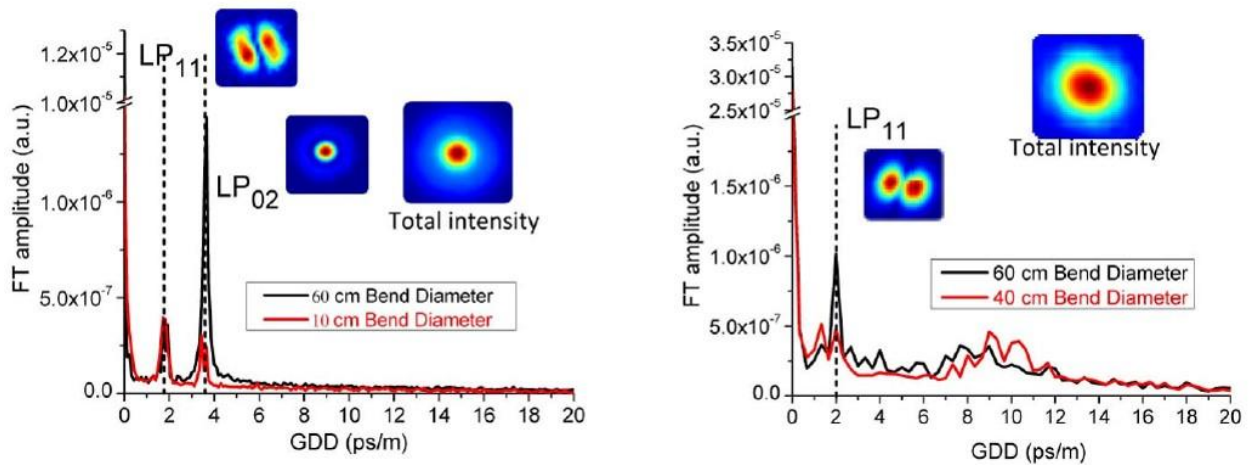 1.2x10⁻⁵
1.0x10⁻⁵
1.0x10⁻⁶
5.0x10⁻⁷
0.0
FT amplitude (a.u.)
LP₁₁
LP₀₂
Total intensity
60 cm Bend Diameter
10 cm Bend Diameter
0 2 4 6 8 10 12 14 16 18 20
GDD (ps/m)
3.5x10⁻⁵
3.0x10⁻⁵
2.5x10⁻⁵
1.5x10⁻⁶
1.0x10⁻⁶
5.0x10⁻⁷
0.0
FT amplitude (a.u.)
LP₁₁
Total intensity
60 cm Bend Diameter
40 cm Bend Diameter
0 2 4 6 8 10 12 14 16 18 20
GDD (ps/m)